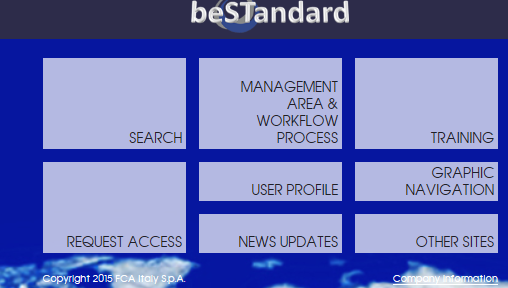 beSTandard
SEARCH
MANAGEMENT
AREA &
WORKFLOW
PROCESS
TRAINING
REQUEST ACCESS
USER PROFILE
GRAPHIC
NAVIGATION
NEWS UPDATES
OTHER SITES
Copyright 2015 FCA Italy S.p.A.
Company Information